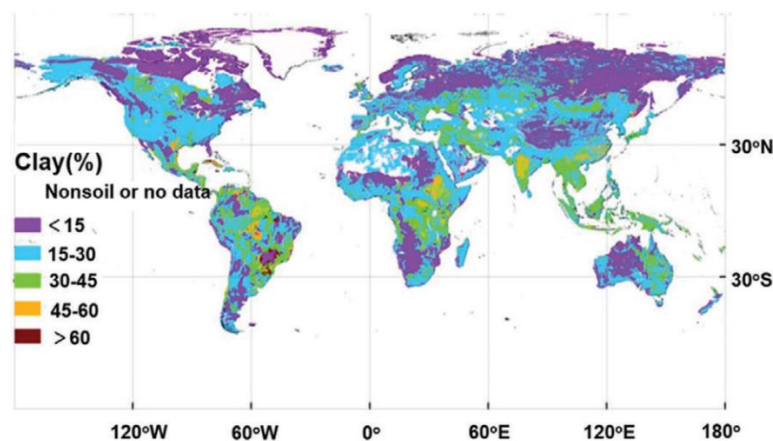 Clay(%)
Nonsoil or no data
<15
15-30
30-45
45-60
>60
30°N
30°S
120°W
60°W
0°
60°E
120°E
180°